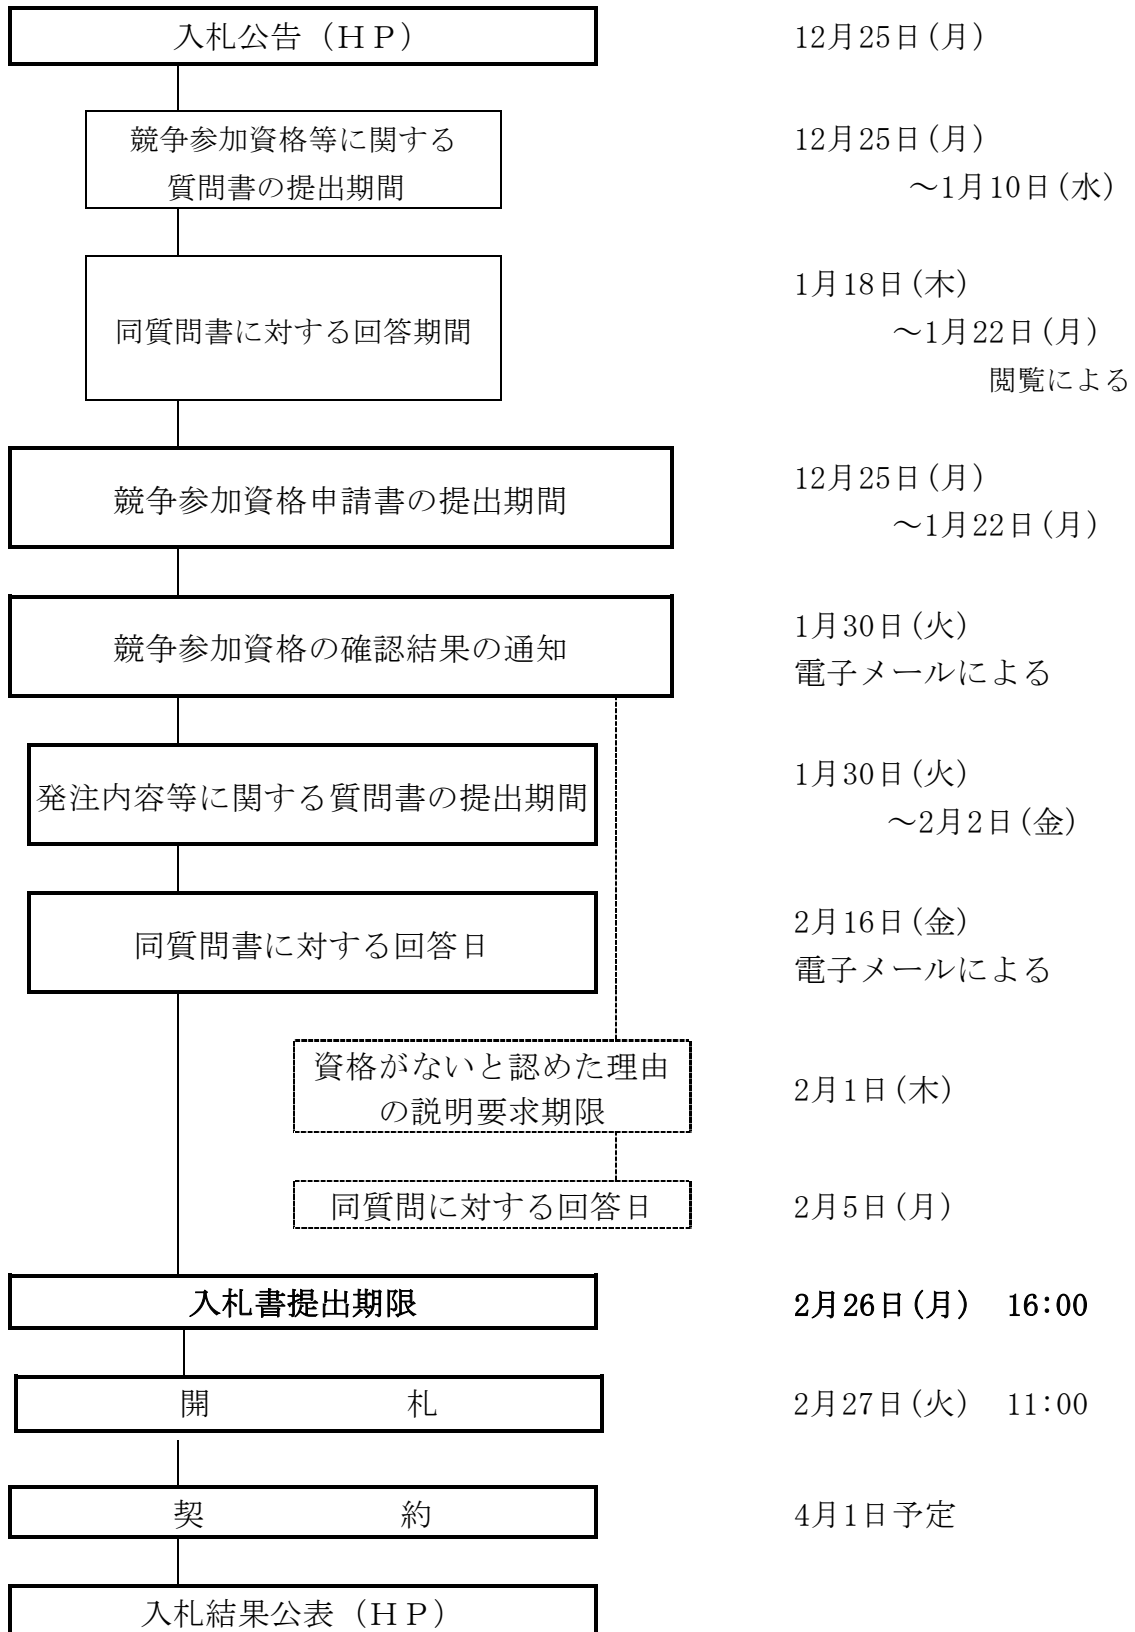 入札公告（ＨＰ）
12月25日(月)
競争参加資格等に関する
質問書の提出期間
12月25日(月)
～1月10日(水)
同質問書に対する回答期間
1月18日(木)
～1月22日(月)
閲覧による
競争参加資格申請書の提出期間
12月25日(月)
～1月22日(月)
競争参加資格の確認結果の通知
1月30日(火)
電子メールによる
発注内容等に関する質問書の提出期間
1月30日(火)
～2月2日(金)
同質問書に対する回答日
2月16日(金)
電子メールによる
資格がないと認めた理由
の説明要求期限
2月1日(木)
同質問に対する回答日
2月5日(月)
入札書提出期限
2月26日(月)　16:00
開　　　　　　札
2月27日(火)　11:00
契　　　　　　約
4月1日予定
入札結果公表（ＨＰ）